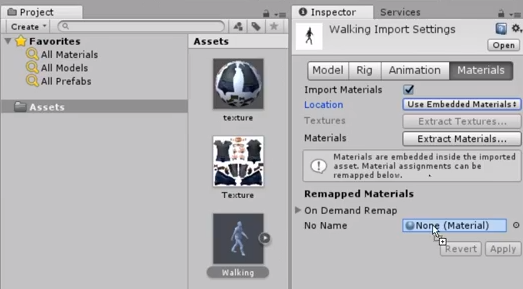 Project
Create
Favorites
All Materials
All Models
All Prefabs
Assets
Assets
texture
Texture
Walking
Inspector
Services
Walking Import Settings
Open
Model
Rig
Animation
Materials
Import Materials
Location
Use Embedded Materials
Textures
Extract Textures...
Materials
Extract Materials...
Materials are embedded inside the imported
asset. Material assignments can be
remapped below.
Remapped Materials
On Demand Remap
No Name
None (Material)
Revert
Apply